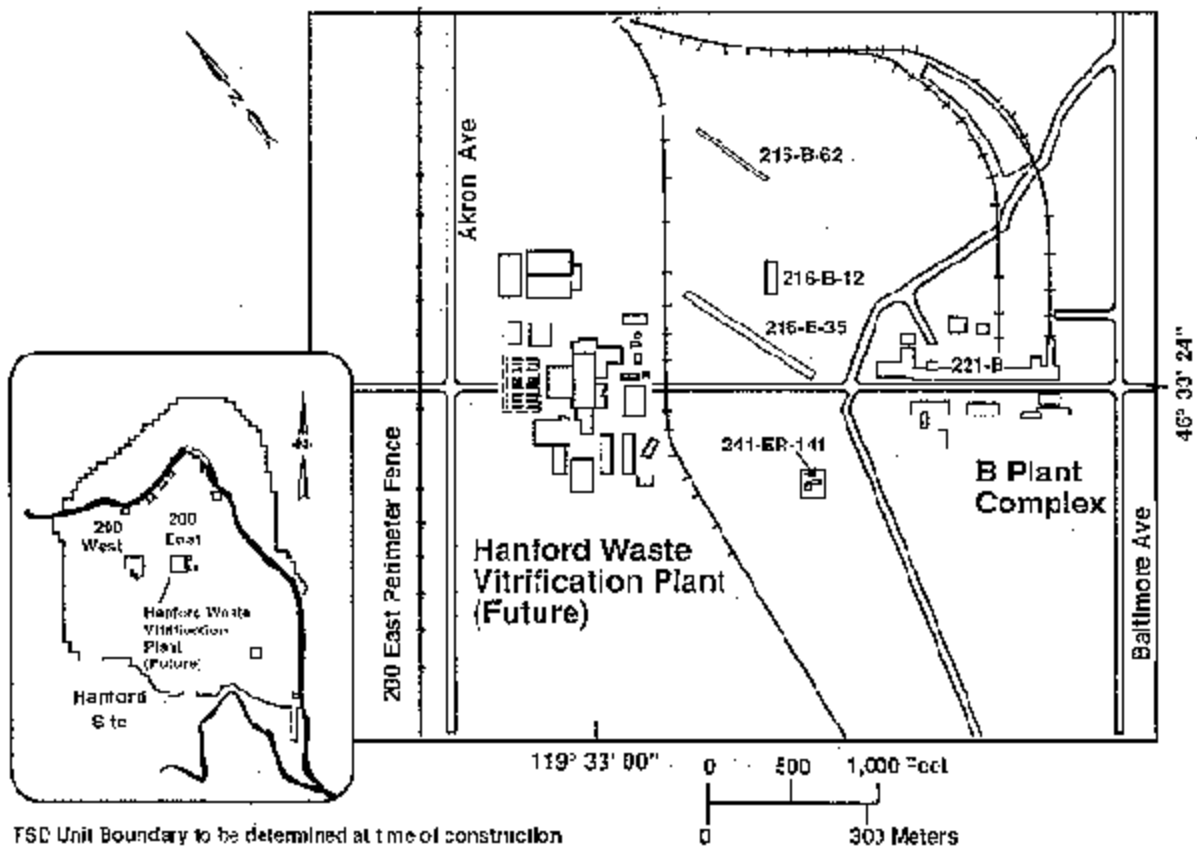 N
Akron Ave
216-B-62
216-B-12
216-B-35
221-B
46° 33' 24"
241-ER-141
B Plant
Complex
Baltimore Ave
200 East Perimeter Fence
Hanford Waste
Vitrification Plant
(Future)
N
200
West
200
East
Hanford Waste
Vitrification
Plant
(Future)
Hanford
Site
119° 33' 00"
0 500 1,000 Feet
0 300 Meters
TSD Unit Boundary to be determined at time of construction